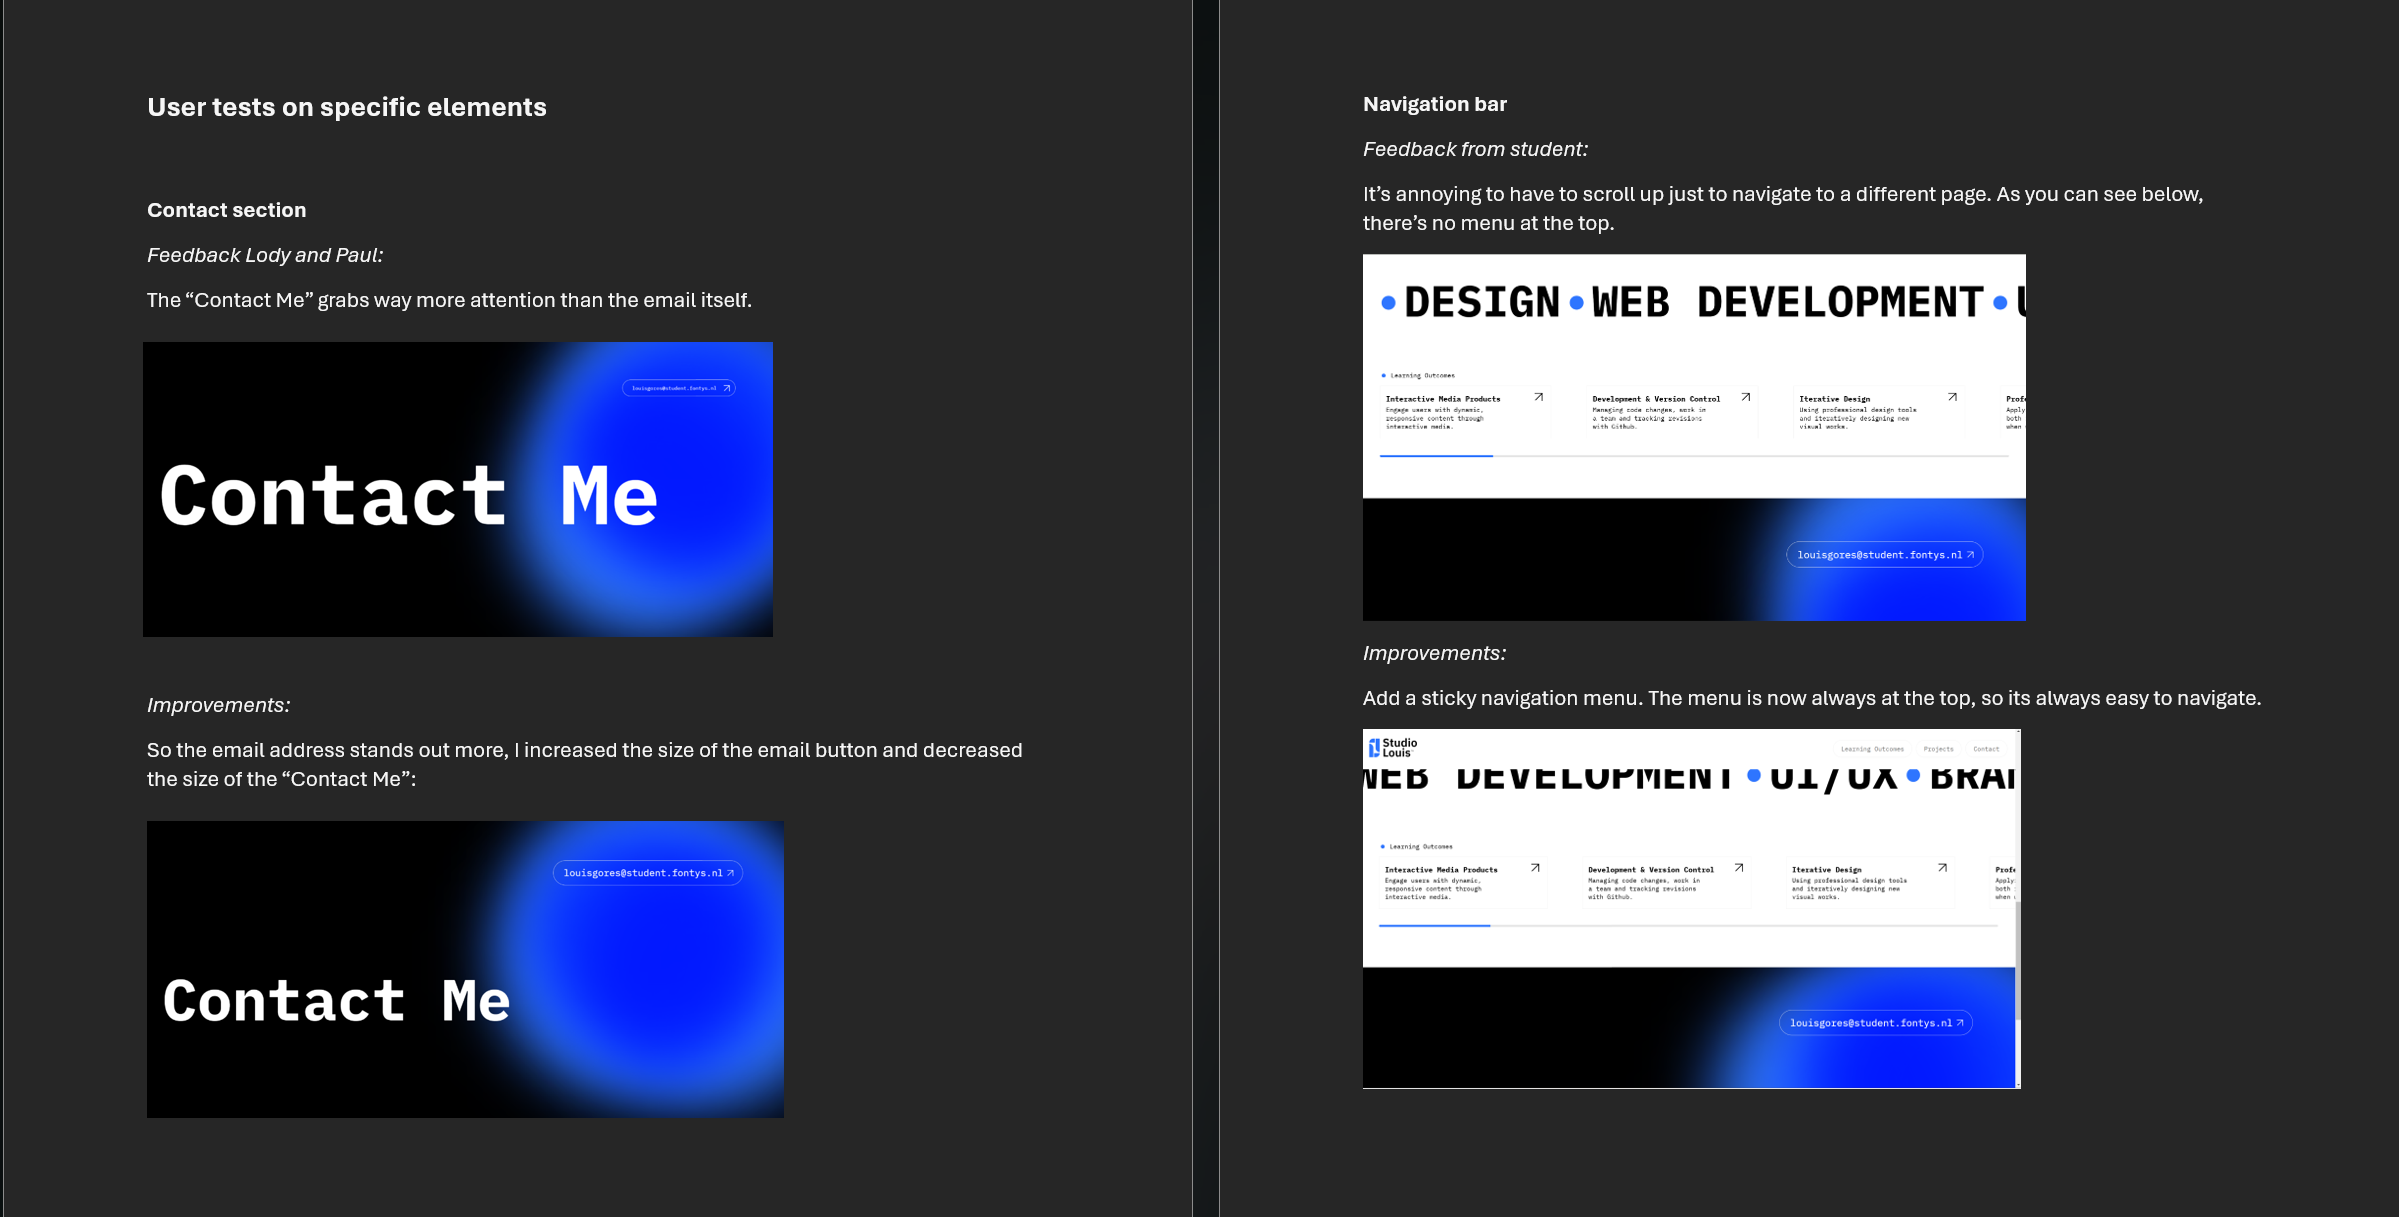 User tests on specific elements
Contact section
Feedback Lody and Paul:
The “Contact Me” grabs way more attention than the email itself.
louisgores@student.fontys.nl
Contact Me
Improvements:
So the email address stands out more, I increased the size of the email button and decreased
the size of the “Contact Me”:
louisgores@student.fontys.nl
Contact Me
Navigation bar
Feedback from student:
It’s annoying to have to scroll up just to navigate to a different page. As you can see below,
there’s no menu at the top.
DESIGN WEB DEVELOPMENT
Learning Outcomes
Interactive Media Products
Engage users with dynamic,
responsive content through
interactive media.
Development & Version Control
Managing code changes, work in
a team and tracking revisions
with Github.
Iterative Design
Using professional design tools
and iteratively designing new
visual works.
Profe
Apply
both
when
louisgores@student.fontys.nl
Improvements:
Add a sticky navigation menu. The menu is now always at the top, so its always easy to navigate.
Studio
Louis
Learning Outcomes
Projects
Contact
WEB DEVELOPMENT UI/UX BRA
Learning Outcomes
Interactive Media Products
Engage users with dynamic,
responsive content through
interactive media.
Development & Version Control
Managing code changes, work in
a team and tracking revisions
with Github.
Iterative Design
Using professional design tools
and iteratively designing new
visual works.
Profe
Apply
both
when
louisgores@student.fontys.nl